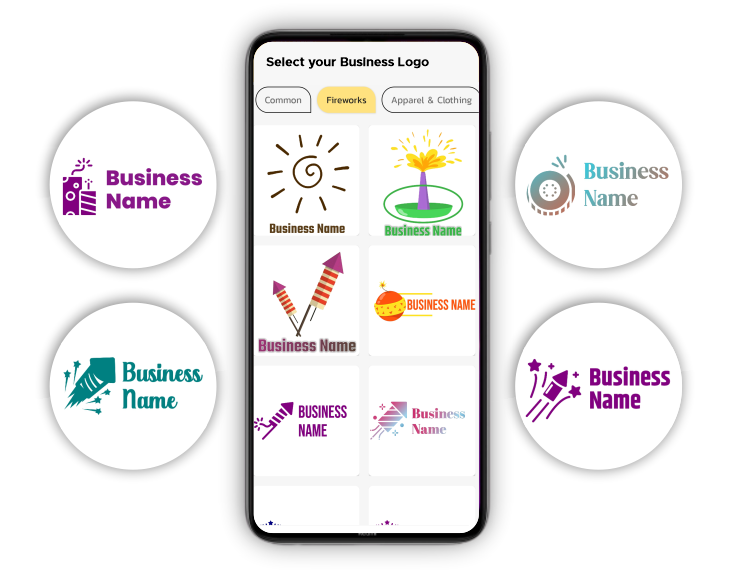 Select your Business Logo
Common
Fireworks
Apparel & Clothing
Business
Name
Business
Name
Business Name
Business Name
Business Name
BUSINESS NAME
Business
Name
Business
Name
BUSINESS
NAME
Business
Name